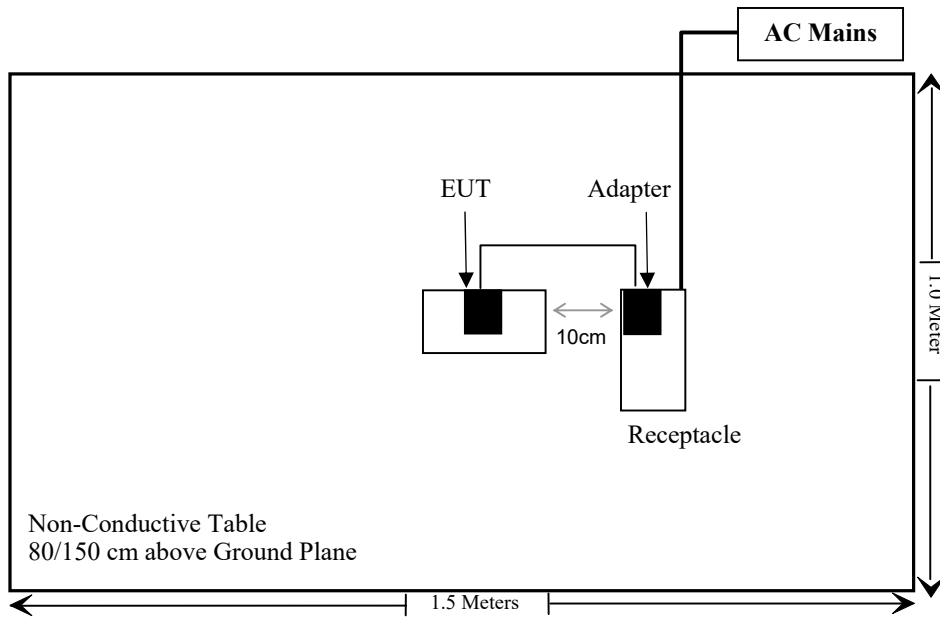 AC Mains
EUT
Adapter
10cm
1.0 Meter
Receptacle
Non-Conductive Table
80/150 cm above Ground Plane
1.5 Meters